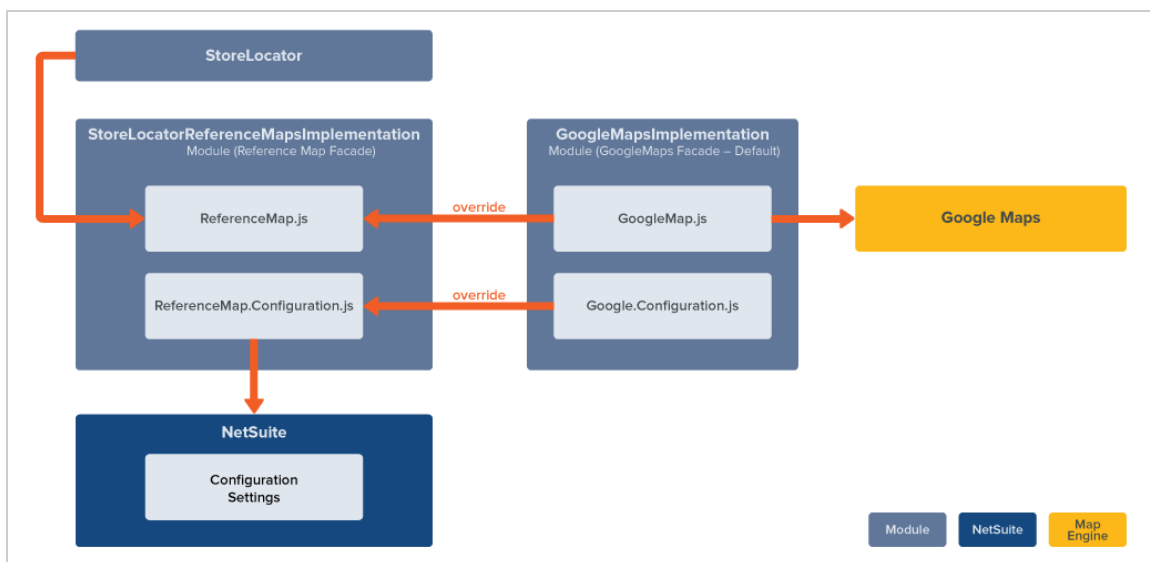 StoreLocator
StoreLocatorReferenceMapsImplementation
Module (Reference Map Facade)
GoogleMapsImplementation
Module (GoogleMaps Facade – Default)
ReferenceMap.js
override
GoogleMap.js
Google Maps
ReferenceMap.Configuration.js
override
Google.Configuration.js
NetSuite
Configuration
Settings
Module
NetSuite
Map
Engine